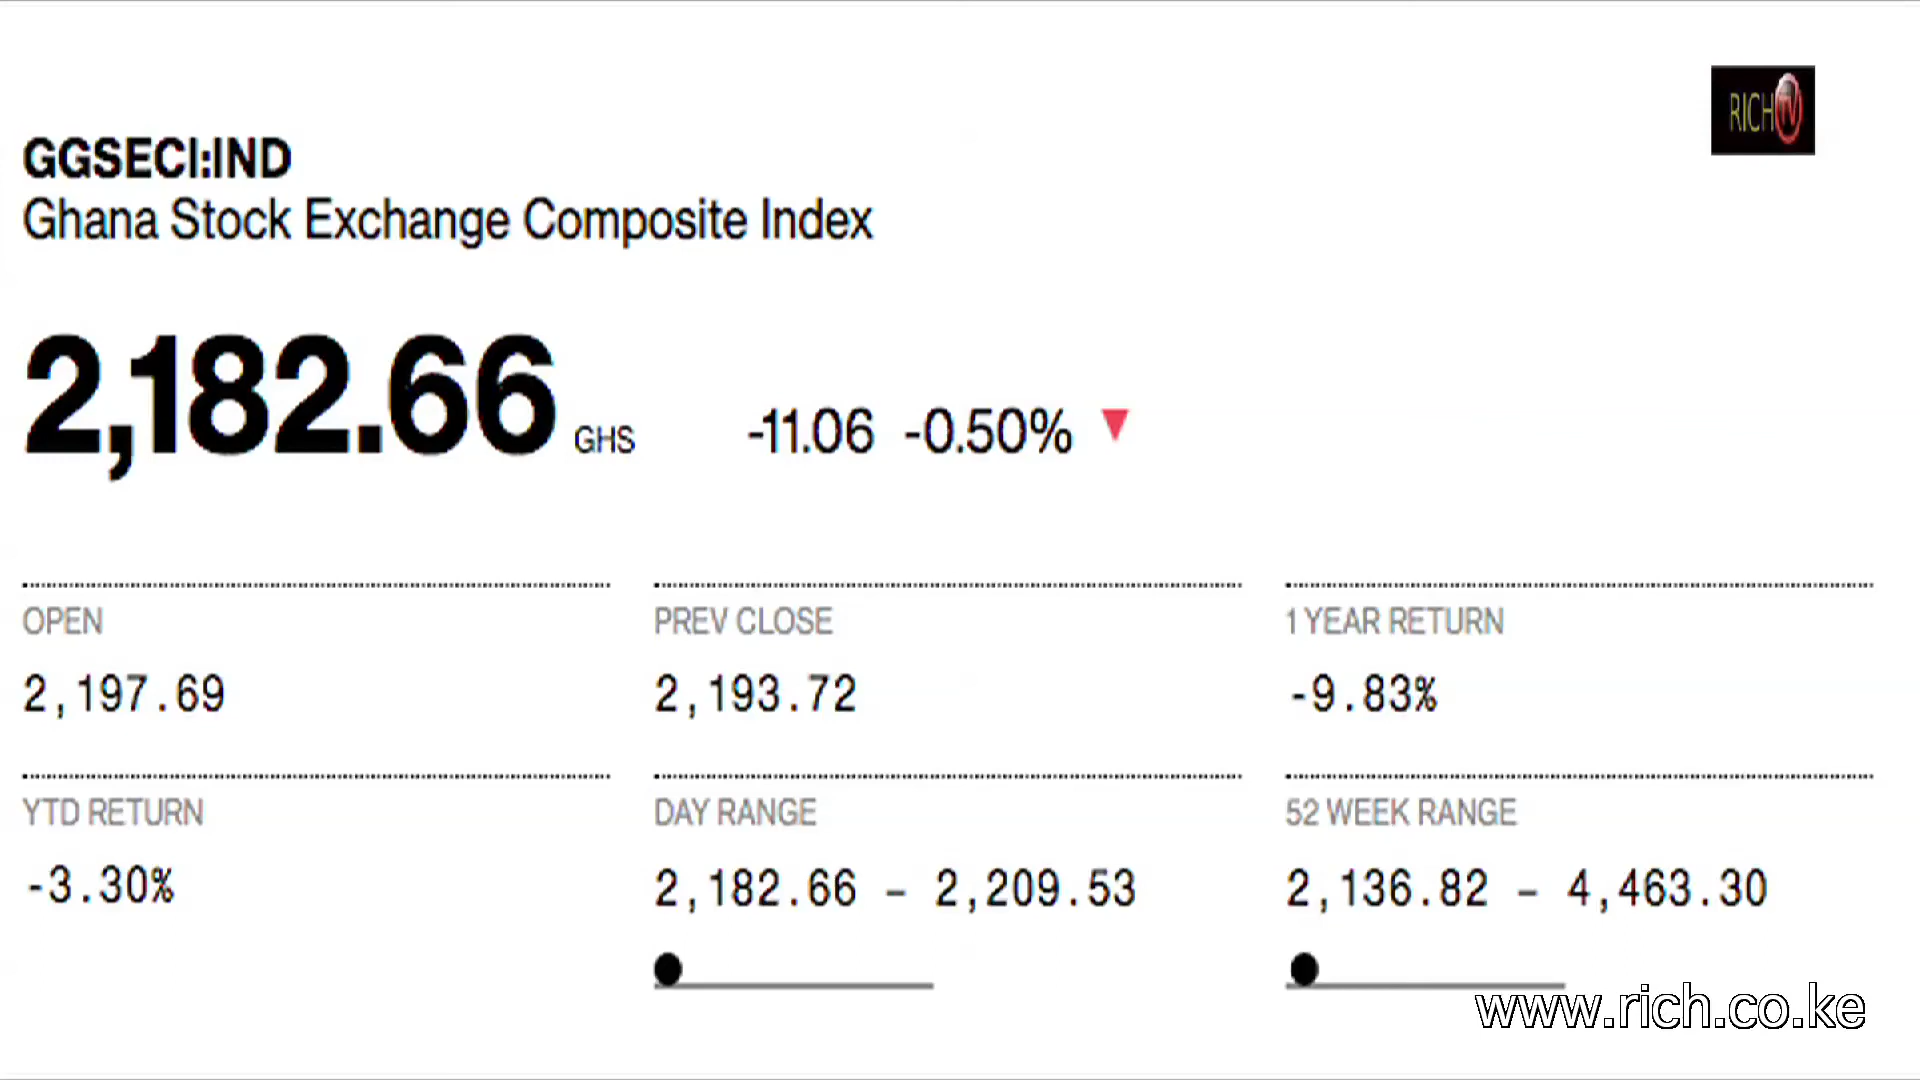 RICHTV
GGSECI:IND
Ghana Stock Exchange Composite Index
2,182.66 GHS -11.06 -0.50% ▼
OPEN PREV CLOSE 1 YEAR RETURN
2,197.69 2,193.72 -9.83%
YTD RETURN DAY RANGE 52 WEEK RANGE
-3.30% 2,182.66 – 2,209.53 2,136.82 – 4,463.30
www.rich.co.ke